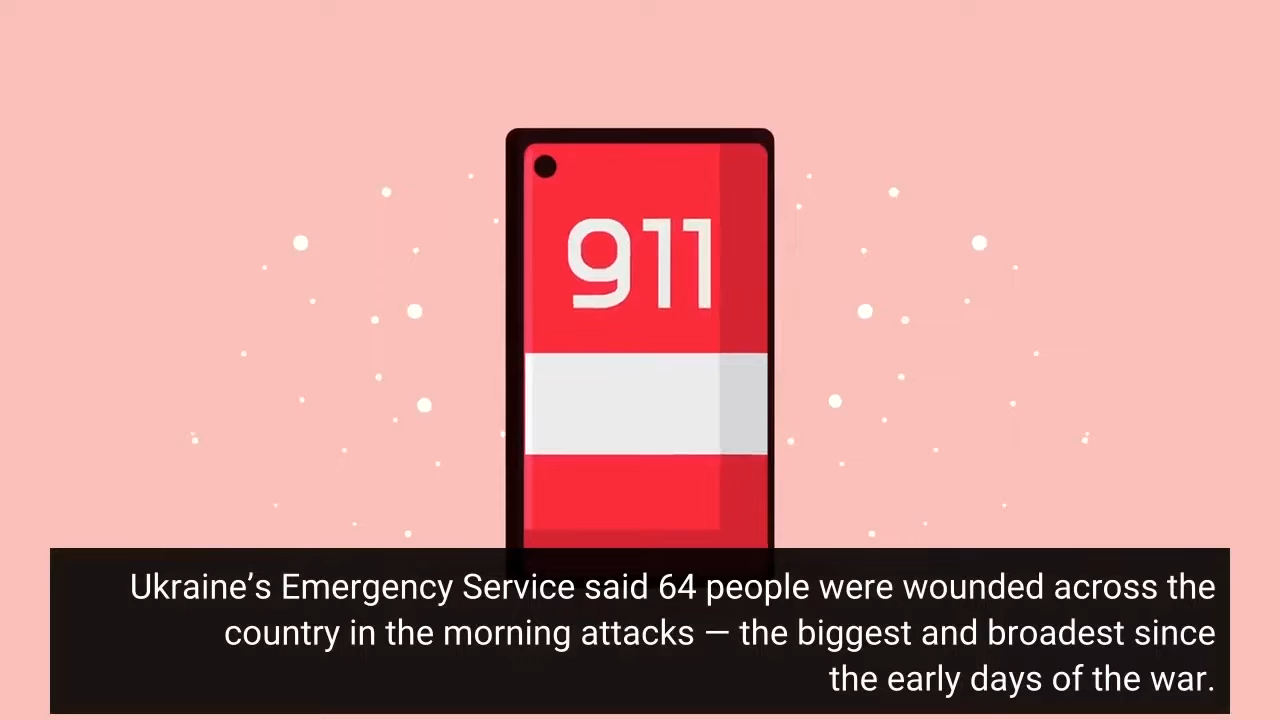 911
Ukraine’s Emergency Service said 64 people were wounded across the
country in the morning attacks — the biggest and broadest since
the early days of the war.